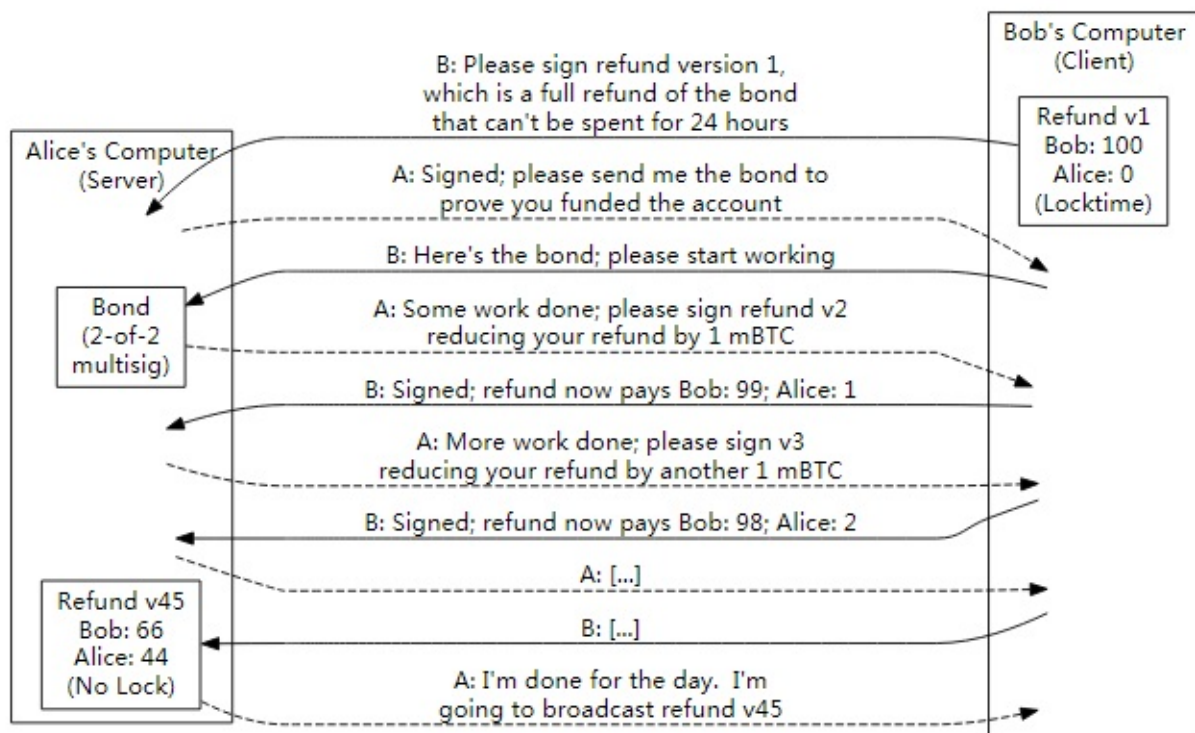 Bob's Computer
(Client)
B: Please sign refund version 1,
which is a full refund of the bond
that can't be spent for 24 hours
Refund v1
Bob: 100
Alice: 0
(Locktime)
Alice's Computer
(Server)
A: Signed; please send me the bond to
prove you funded the account
B: Here's the bond; please start working
Bond
(2-of-2
multisig)
A: Some work done; please sign refund v2
reducing your refund by 1 mBTC
B: Signed; refund now pays Bob: 99; Alice: 1
A: More work done; please sign v3
reducing your refund by another 1 mBTC
B: Signed; refund now pays Bob: 98; Alice: 2
A: [...]
B: [...]
Refund v45
Bob: 66
Alice: 44
(No Lock)
A: I'm done for the day. I'm
going to broadcast refund v45